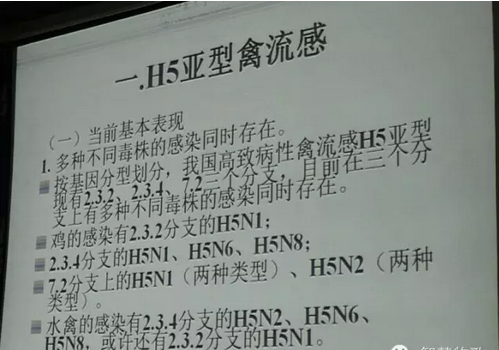 一.H5亚型禽流感
（一）当前基本表现
1.多种不同毒株的感染同时存在。
按基因分型划分，我国高致病性禽流感H5亚型
现有2.3.2、2.3.4、7.2三个分支，目前在三个分
支上有多种不同毒株的感染同时存在。
鸡的感染有2.3.2分支的H5N1；
2.3.4分支的H5N1、H5N6、H5N8；
7.2分支上的H5N1（两种类型）、H5N2（两种
类型）。
水禽的感染有2.3.4分支的H5N2、H5N6、
H5N8，或许还有2.3.2分支的H5N1。